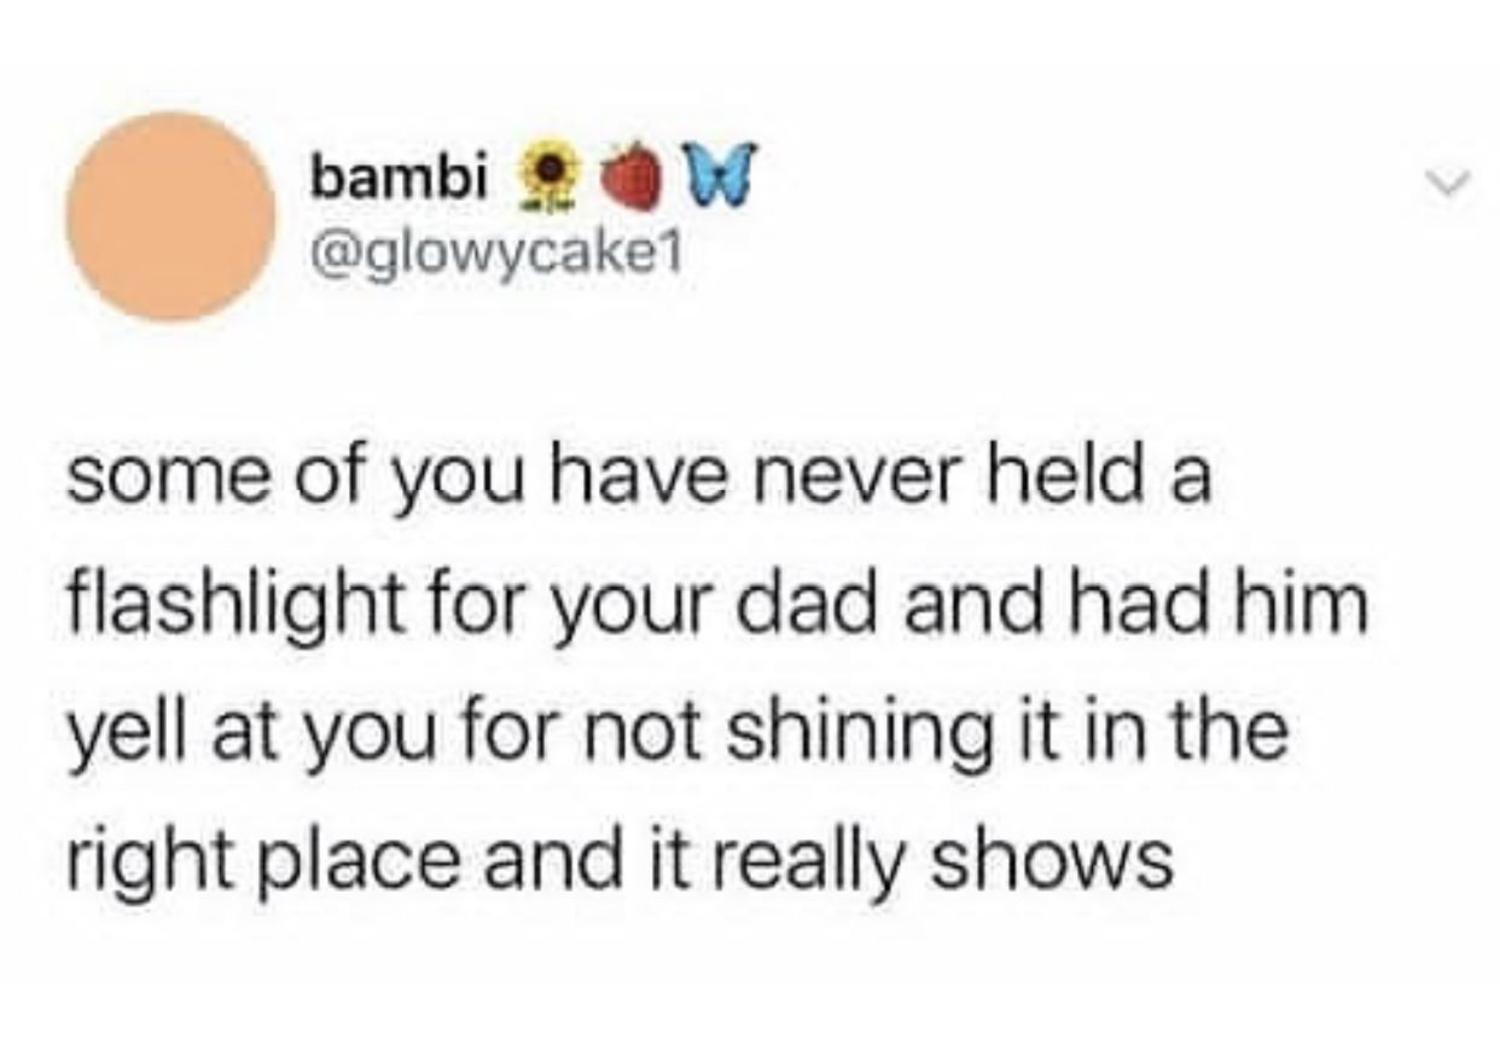 bambi 🌻🍓🦋
@glowycake1
some of you have never held a
flashlight for your dad and had him
yell at you for not shining it in the
right place and it really shows